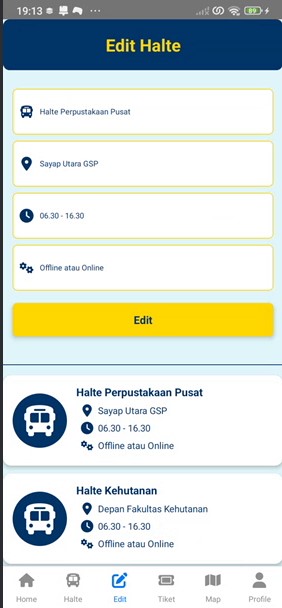 19:13
89
Edit Halte
Halte Perpustakaan Pusat
Sayap Utara GSP
06.30 - 16.30
Offline atau Online
Edit
Halte Perpustakaan Pusat
Sayap Utara GSP
06.30 - 16.30
Offline atau Online
Halte Kehutanan
Depan Fakultas Kehutanan
06.30 - 16.30
Offline atau Online
Home Halte Edit Tiket Map Profile